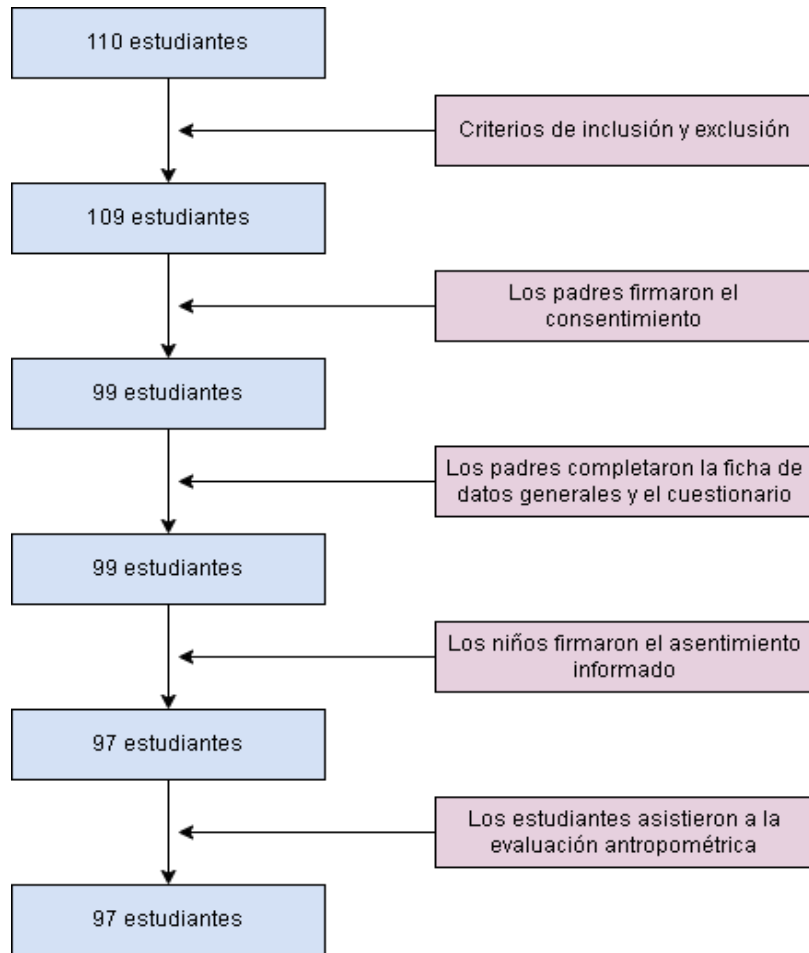 110 estudiantes
Criterios de inclusión y exclusión
109 estudiantes
Los padres firmaron el
consentimiento
99 estudiantes
Los padres completaron la ficha de
datos generales y el cuestionario
99 estudiantes
Los niños firmaron el asentimiento
informado
97 estudiantes
Los estudiantes asistieron a la
evaluación antropométrica
97 estudiantes